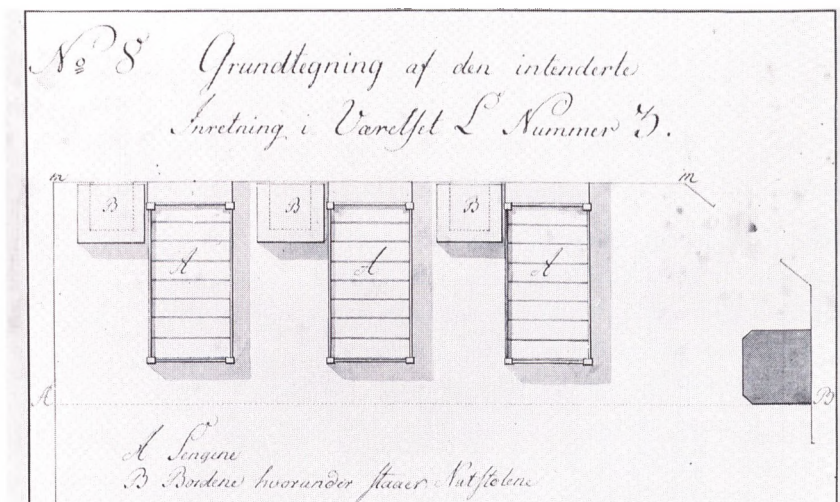 No 8 Grundtegning af den intenderte
Inretning i Værelset L Nummer 3.
m m
B B B
A A A
A B
A Sengene
B Bordene hvorunder staaer Natstolene